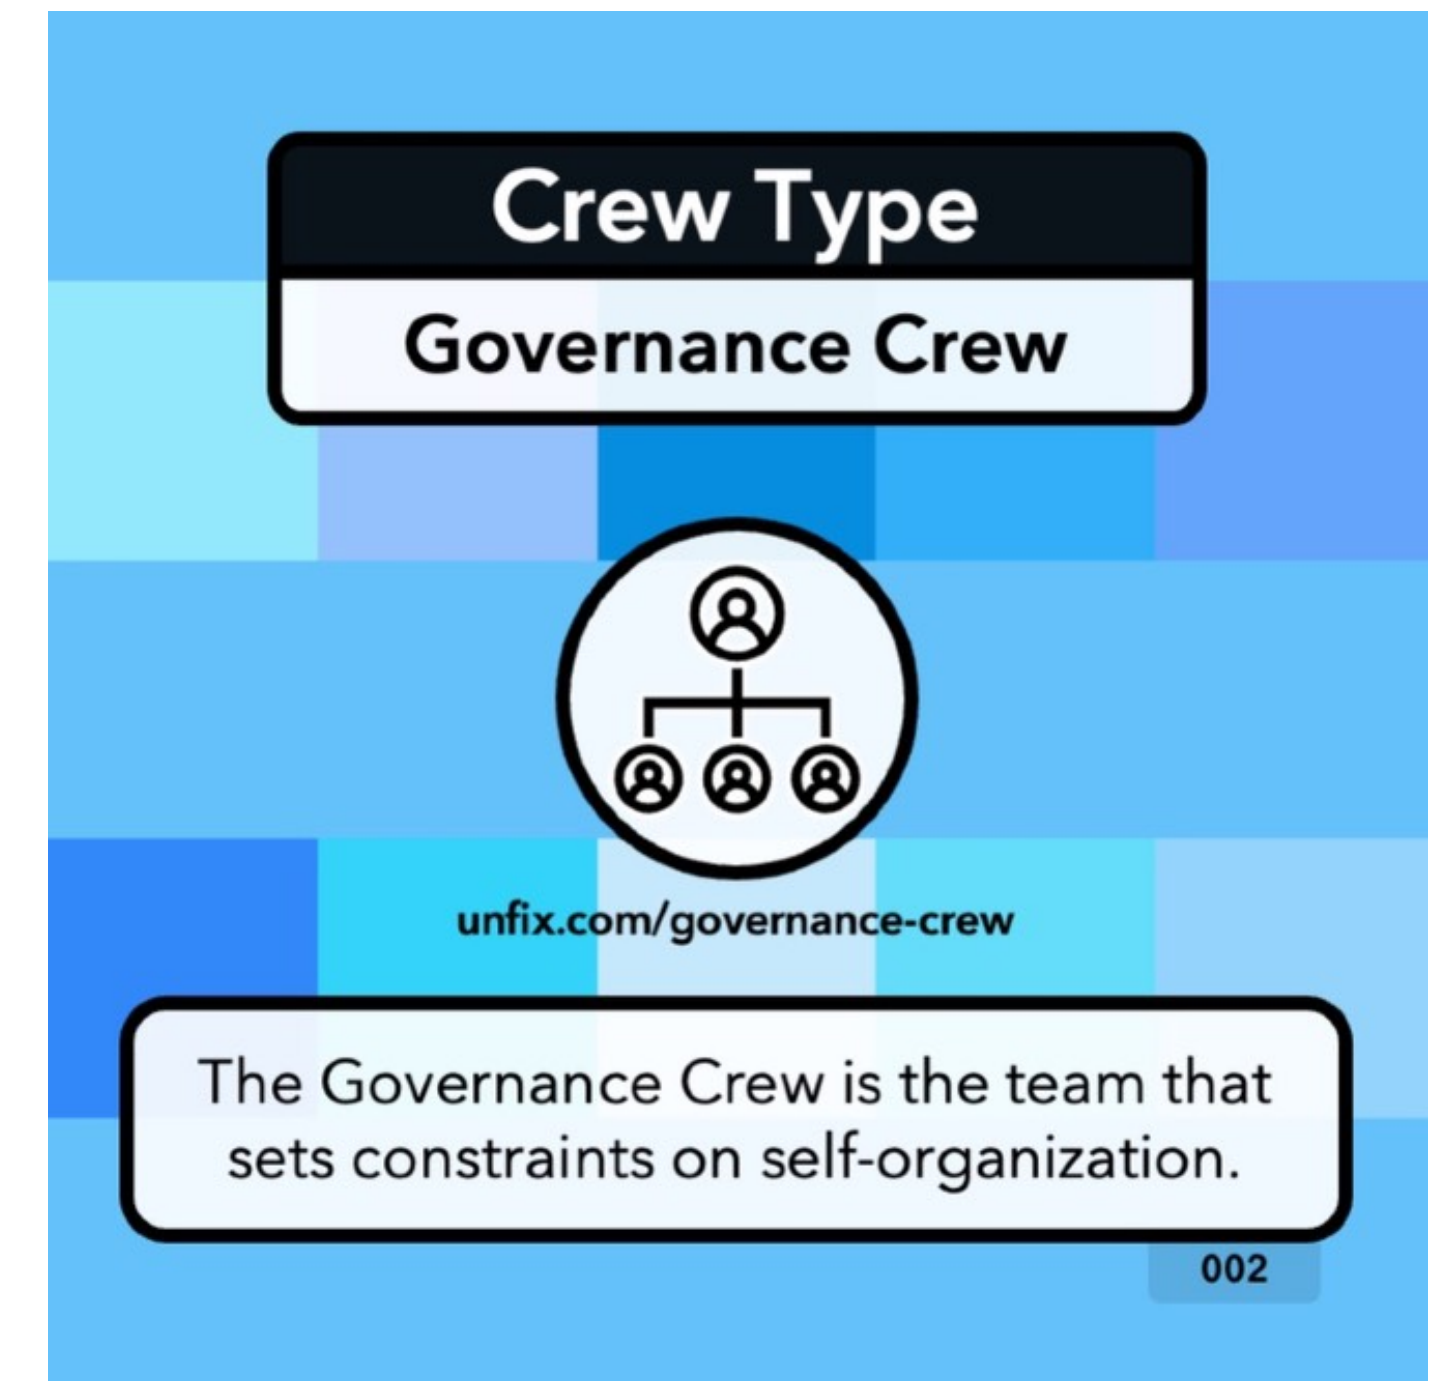 Crew Type
Governance Crew
unfix.com/governance-crew
The Governance Crew is the team that
sets constraints on self-organization.
002